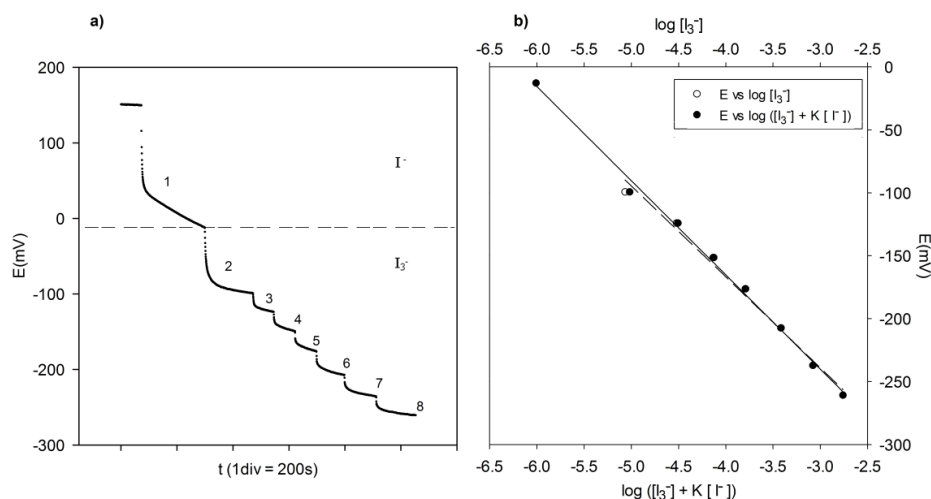 a)
200
100
0
-100
-200
-300
E(mV)
1
2
3
4
5
6
7
8
I⁻
I₃⁻
t (1div = 200s)
b)
log [I₃⁻]
-6.5 -6.0 -5.5 -5.0 -4.5 -4.0 -3.5 -3.0 -2.5
E vs log [I₃⁻]
E vs log ([I₃⁻] + K [ I⁻ ])
0
-50
-100
-150
-200
-250
-300
E(mV)
-6.5 -6.0 -5.5 -5.0 -4.5 -4.0 -3.5 -3.0 -2.5
log ([I₃⁻] + K [ I⁻ ])